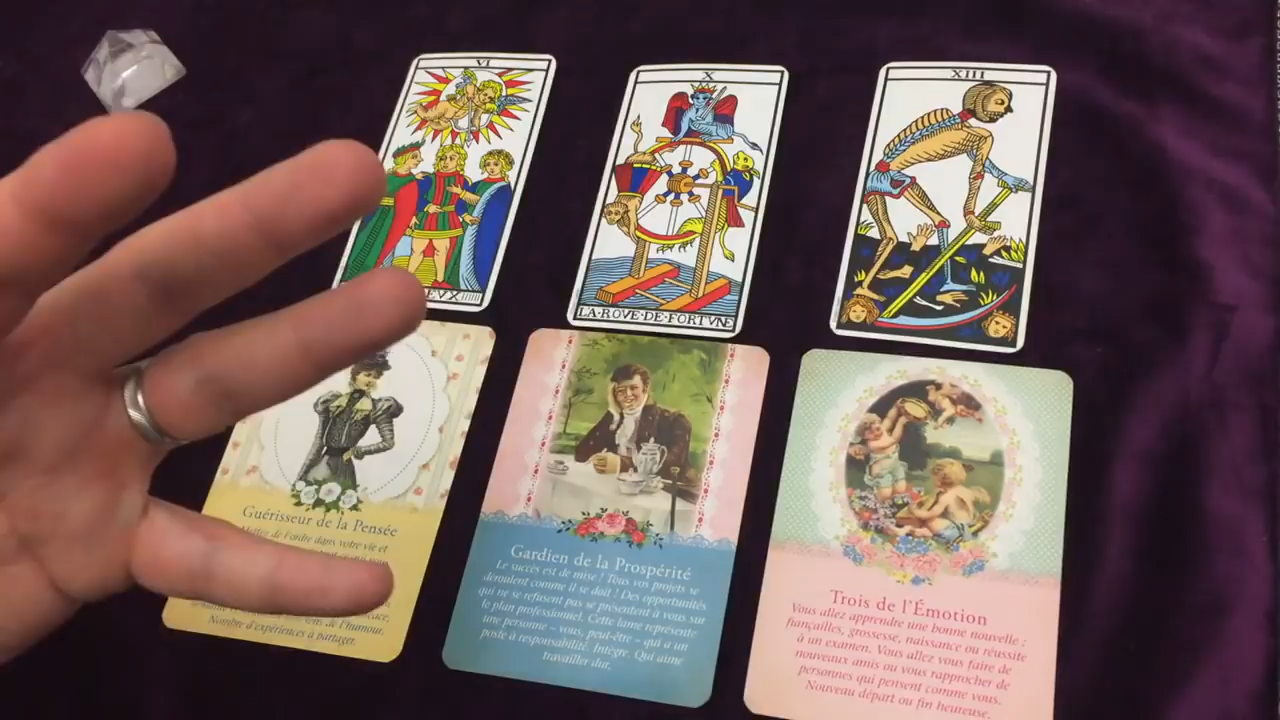 VI
X
XIII
LA·ROVE·DE·FORTVNE
Guérisseur de la Pensée
Mettez de l'ordre dans votre vie et
sens de l'humour.
Nombre d'expériences à partager.
Gardien de la Prospérité
Le succès est de mise ! Tous vos projets se
déroulent comme il se doit ! Des opportunités
qui ne se refusent pas se présentent à vous sur
le plan professionnel. Cette lame représente
une personne – vous, peut-être – qui a un
poste à responsabilité. Intègre. Qui aime
travailler dur.
Trois de l'Émotion
Vous allez apprendre une bonne nouvelle :
fiançailles, grossesse, naissance ou réussite
à un examen. Vous allez vous faire de
nouveaux amis ou vous rapprocher de
personnes qui pensent comme vous.
Nouveau départ ou fin heureuse.